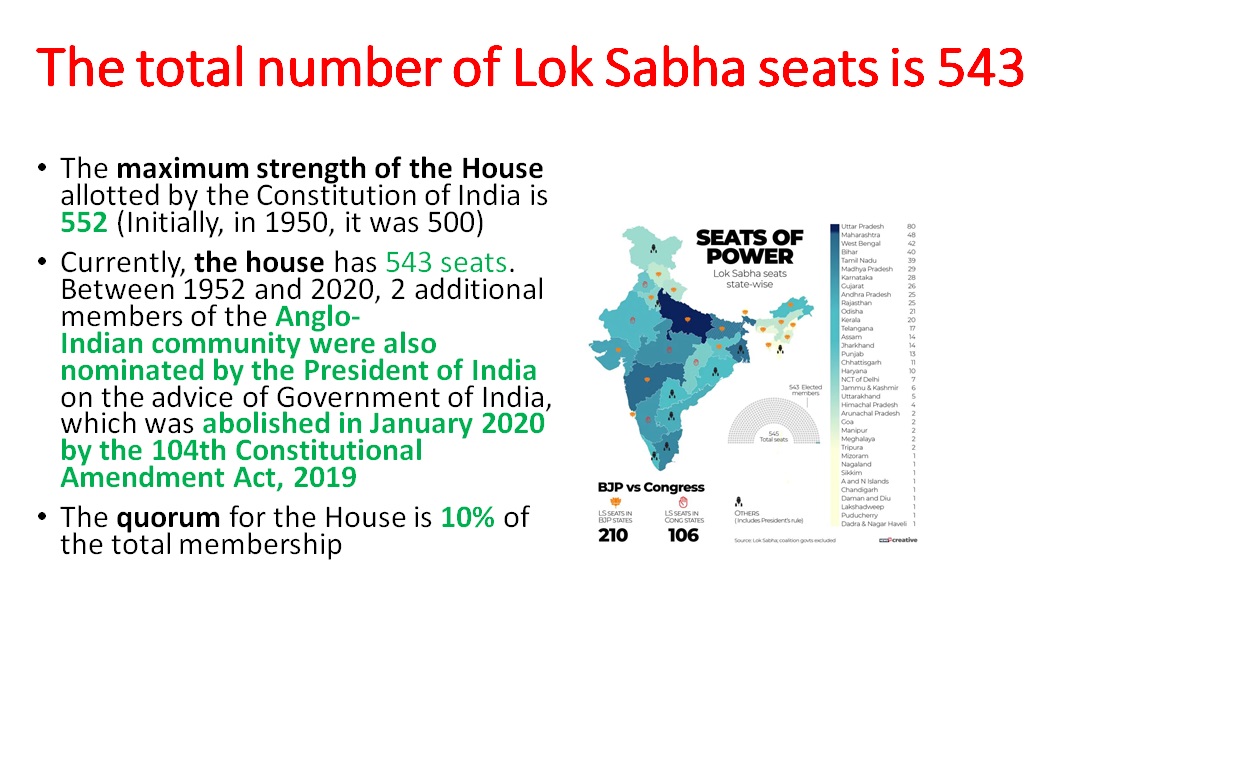 The total number of Lok Sabha seats is 543
• The maximum strength of the House
allotted by the Constitution of India is
552 (Initially, in 1950, it was 500)
• Currently, the house has 543 seats.
Between 1952 and 2020, 2 additional
members of the Anglo-
Indian community were also
nominated by the President of India
on the advice of Government of India,
which was abolished in January 2020
by the 104th Constitutional
Amendment Act, 2019
• The quorum for the House is 10% of
the total membership
SEATS OF
POWER
Lok Sabha seats
state-wise
543 Elected
members
545
Total seats
BJP vs Congress
LS SEATS IN
BJP STATES
210
LS SEATS IN
CONG STATES
106
OTHERS
(Includes President's rule)
Source: Lok Sabha; coalition govts excluded
creative
Uttar Pradesh 80
Maharashtra 48
West Bengal 42
Bihar 40
Tamil Nadu 39
Madhya Pradesh 29
Karnataka 28
Gujarat 26
Andhra Pradesh 25
Rajasthan 25
Odisha 21
Kerala 20
Telangana 17
Assam 14
Jharkhand 14
Punjab 13
Chhattisgarh 11
Haryana 10
NCT of Delhi 7
Jammu & Kashmir 6
Uttarakhand 5
Himachal Pradesh 4
Arunachal Pradesh 2
Goa 2
Manipur 2
Meghalaya 2
Tripura 2
Mizoram 1
Nagaland 1
Sikkim 1
A and N Islands 1
Chandigarh 1
Daman and Diu 1
Lakshadweep 1
Puducherry 1
Dadra & Nagar Haveli 1